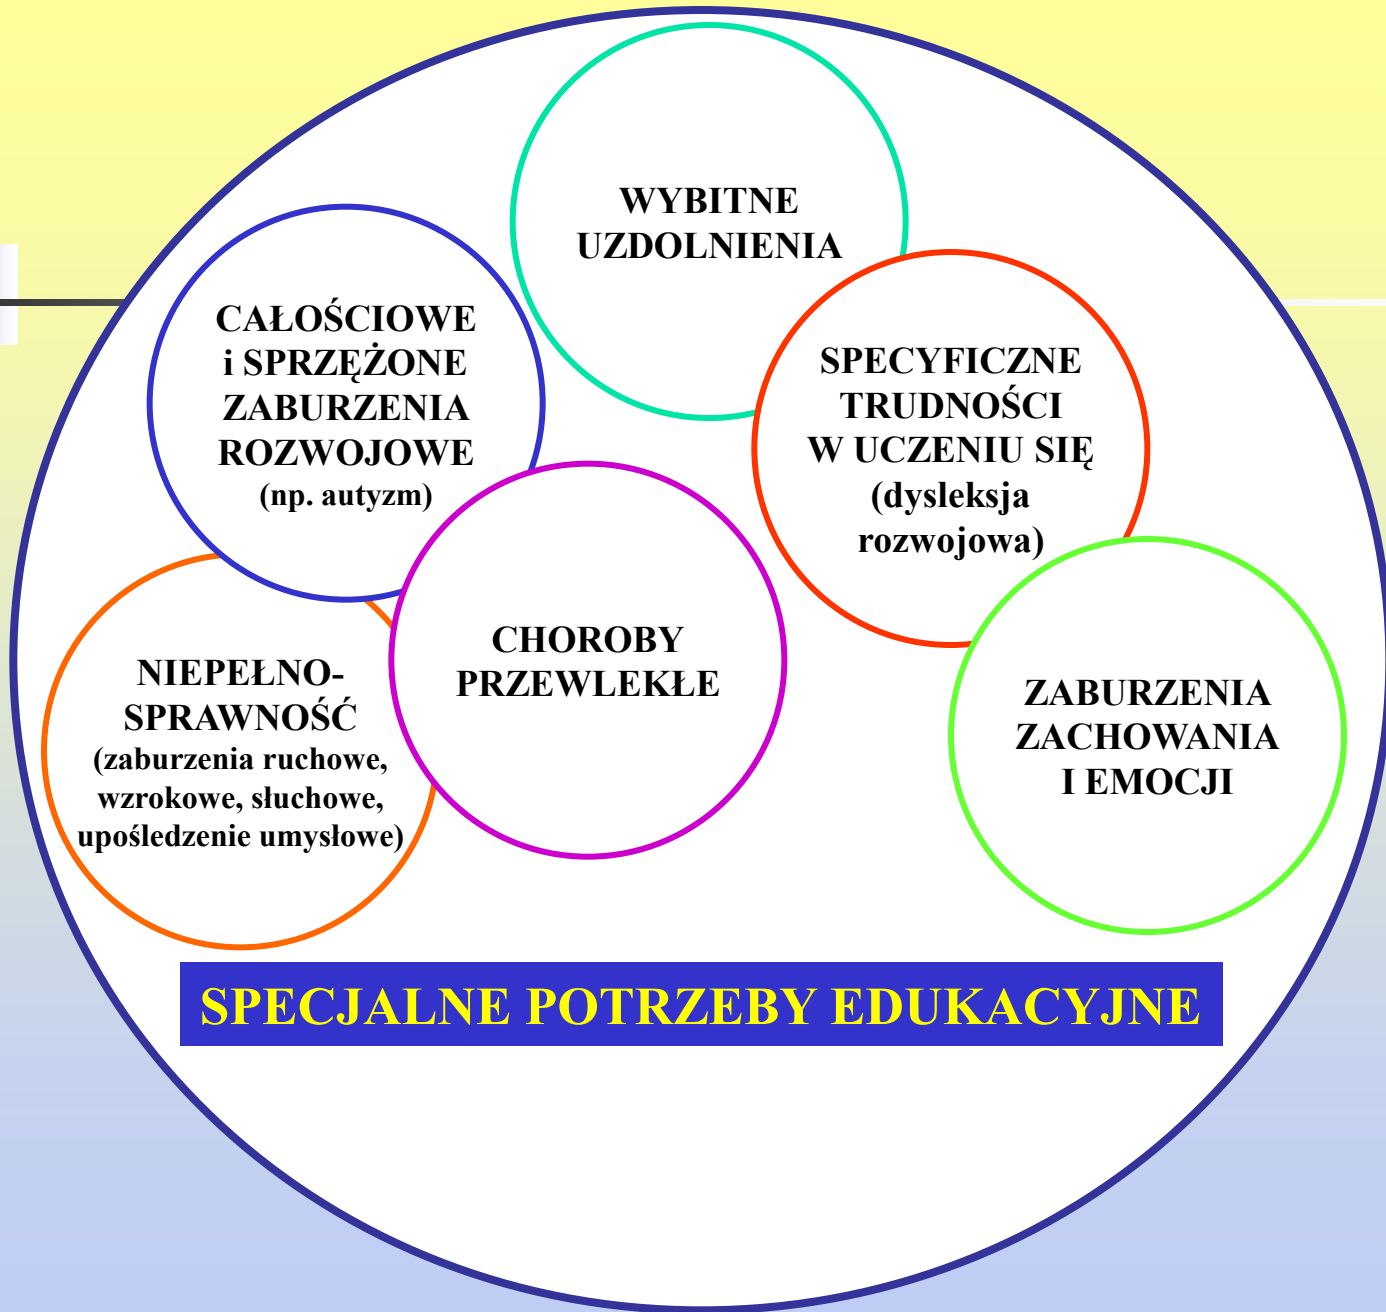 WYBITNE
UZDOLNIENIA
CAŁOŚCIOWE
i SPRZĘŻONE
ZABURZENIA
ROZWOJOWE
(np. autyzm)
SPECYFICZNE
TRUDNOŚCI
W UCZENIU SIĘ
(dysleksja
rozwojowa)
NIEPEŁNO-
SPRAWNOŚĆ
(zaburzenia ruchowe,
wzrokowe, słuchowe,
upośledzenie umysłowe)
CHOROBY
PRZEWLEKŁE
ZABURZENIA
ZACHOWANIA
I EMOCJI
SPECJALNE POTRZEBY EDUKACYJNE